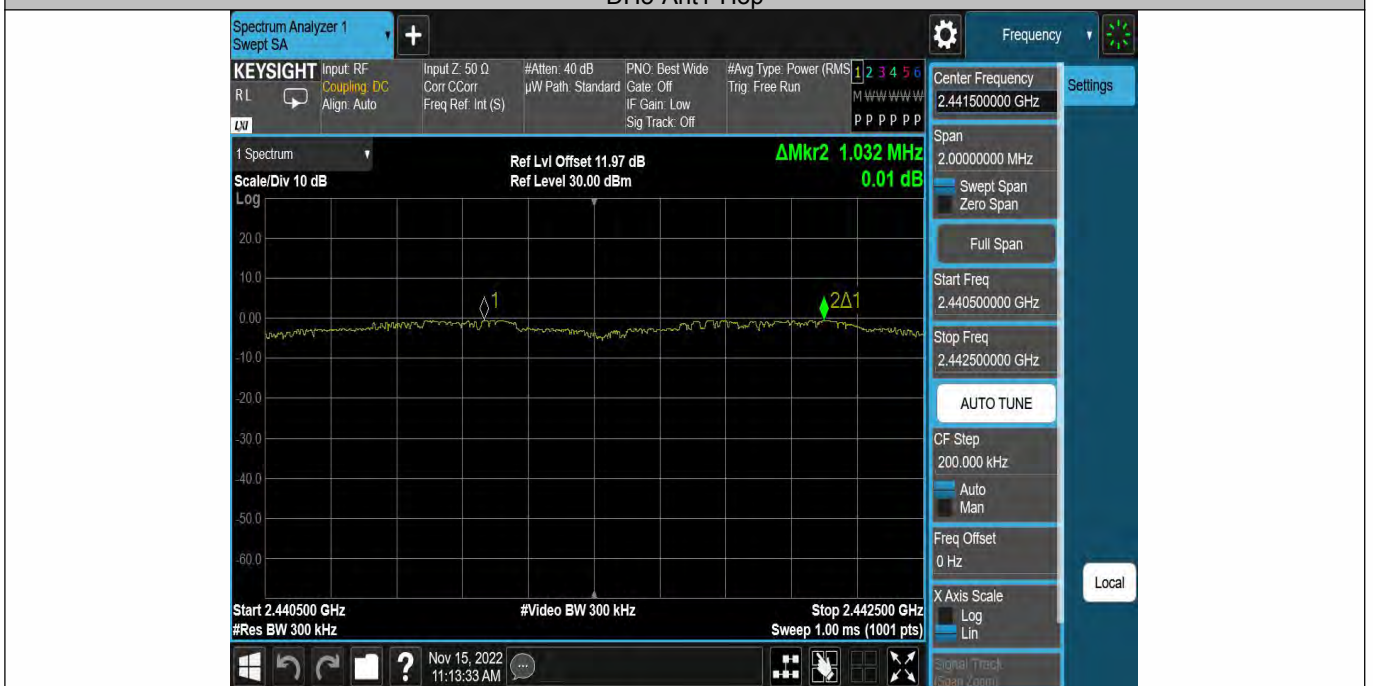 Spectrum Analyzer 1
Swept SA
+
Frequency
KEYSIGHT
RL
LXI
Input: RF
Coupling: DC
Align: Auto
Input Z: 50 Ω
Corr CCorr
Freq Ref: Int (S)
#Atten: 40 dB
µW Path: Standard
PNO: Best Wide
Gate: Off
IF Gain: Low
Sig Track: Off
#Avg Type: Power (RMS
Trig: Free Run
1 2 3 4 5 6
M W W W W W
P P P P P P
1 Spectrum
Scale/Div 10 dB
Log
Ref Lvl Offset 11.97 dB
Ref Level 30.00 dBm
ΔMkr2 1.032 MHz
0.01 dB
20.0
10.0
0.00
-10.0
-20.0
-30.0
-40.0
-50.0
-60.0
1
2Δ1
Start 2.440500 GHz
#Res BW 300 kHz
#Video BW 300 kHz
Stop 2.442500 GHz
Sweep 1.00 ms (1001 pts)
Center Frequency
2.441500000 GHz
Settings
Span
2.00000000 MHz
Swept Span
Zero Span
Full Span
Start Freq
2.440500000 GHz
Stop Freq
2.442500000 GHz
AUTO TUNE
CF Step
200.000 kHz
Auto
Man
Freq Offset
0 Hz
X Axis Scale
Log
Lin
Signal Track
(Span Zoom)
Local
?
Nov 15, 2022
11:13:33 AM